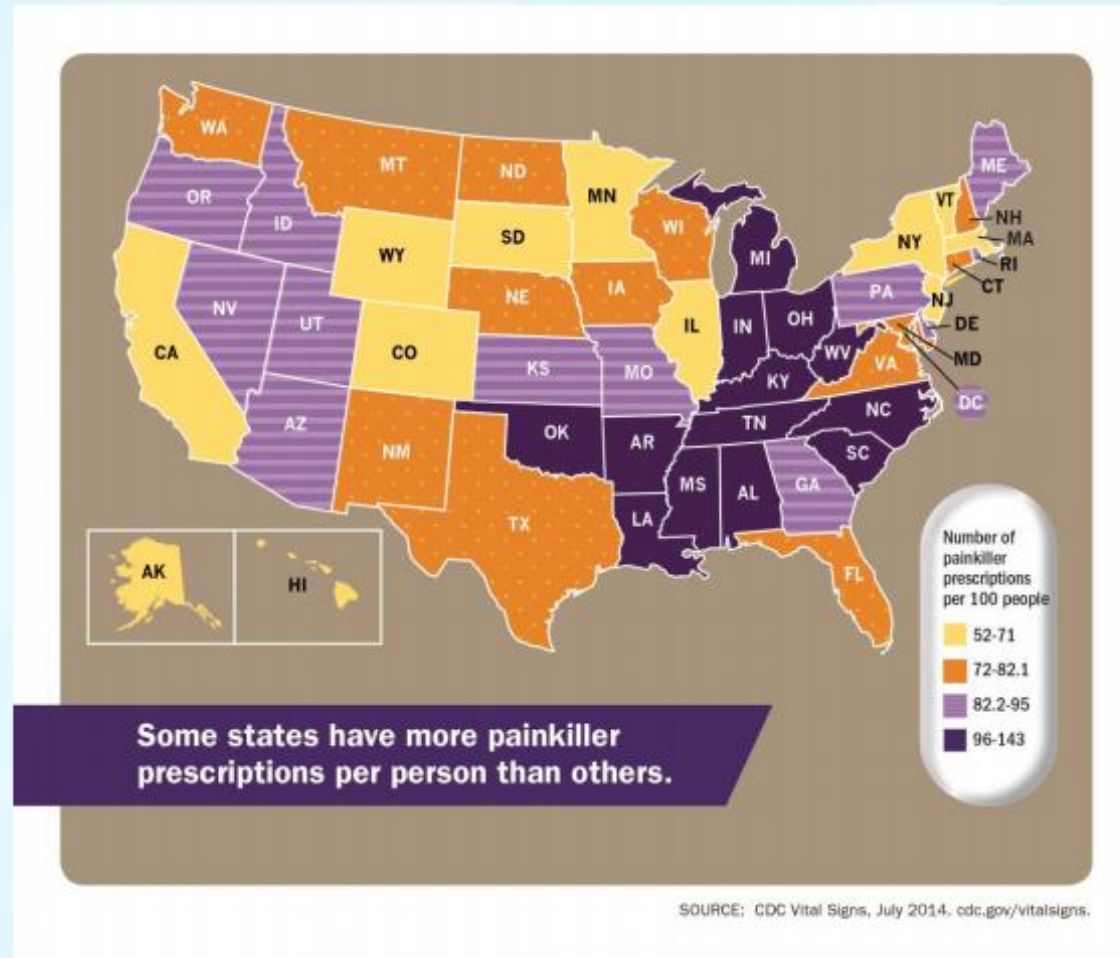 WA
MT
ND
MN
ME
OR
ID
WY
SD
WI
MI
VT
NH
NY
MA
RI
CT
NV
UT
NE
IA
IL
IN
OH
PA
NJ
DE
MD
DC
CA
CO
KS
MO
KY
WV
VA
AZ
NM
OK
AR
TN
NC
SC
TX
LA
MS
AL
GA
FL
AK
HI
Number of
painkiller
prescriptions
per 100 people
52-71
72-82.1
82.2-95
96-143
Some states have more painkiller
prescriptions per person than others.
SOURCE: CDC Vital Signs, July 2014. cdc.gov/vitalsigns.